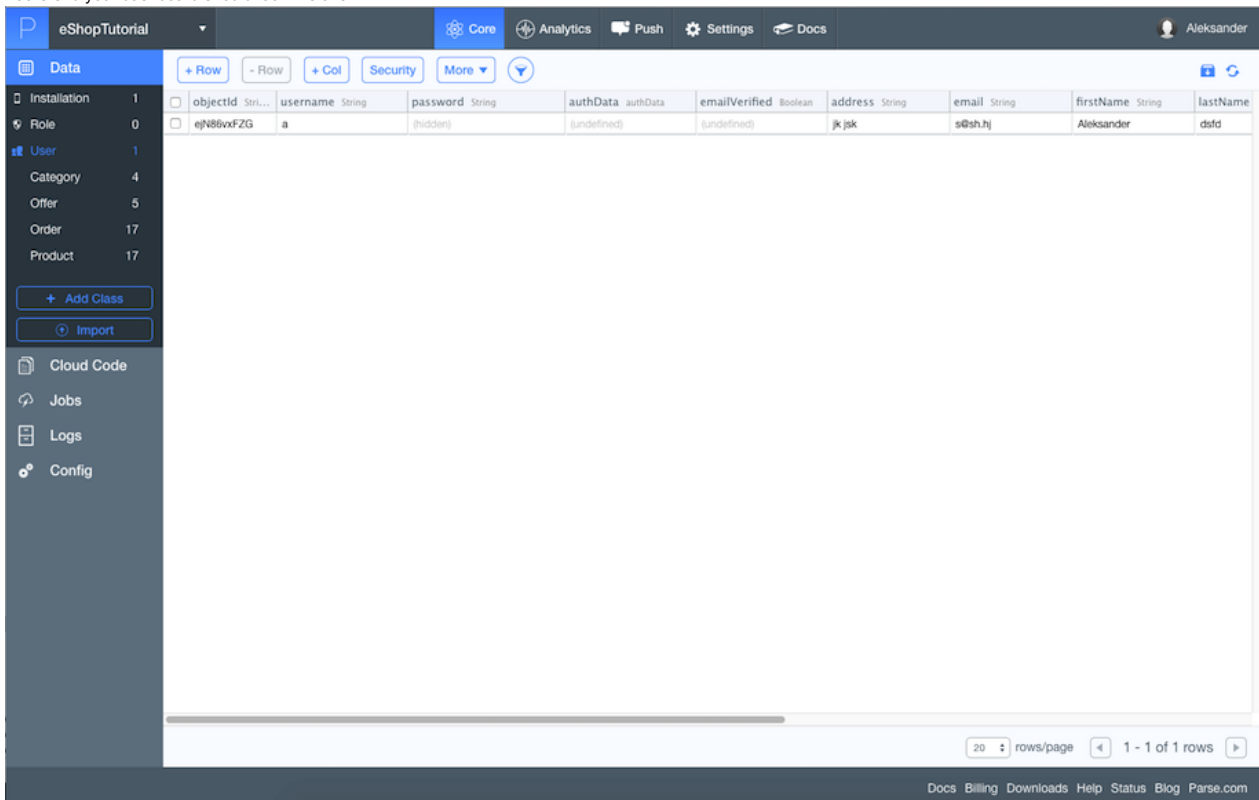 P eShopTutorial Core Analytics Push Settings Docs Aleksander
Data + Row - Row + Col Security More
Installation 1 objectId Stri... username String password String authData authData emailVerified Boolean address String email String firstName String lastName
Role 0 ejN86vxFZG a (hidden) (undefined) (undefined) jk jsk s@sh.hj Aleksander dsfd
User 1
Category 4
Offer 5
Order 17
Product 17
+ Add Class
Import
Cloud Code
Jobs
Logs
Config
20 rows/page 1 - 1 of 1 rows
Docs Billing Downloads Help Status Blog Parse.com